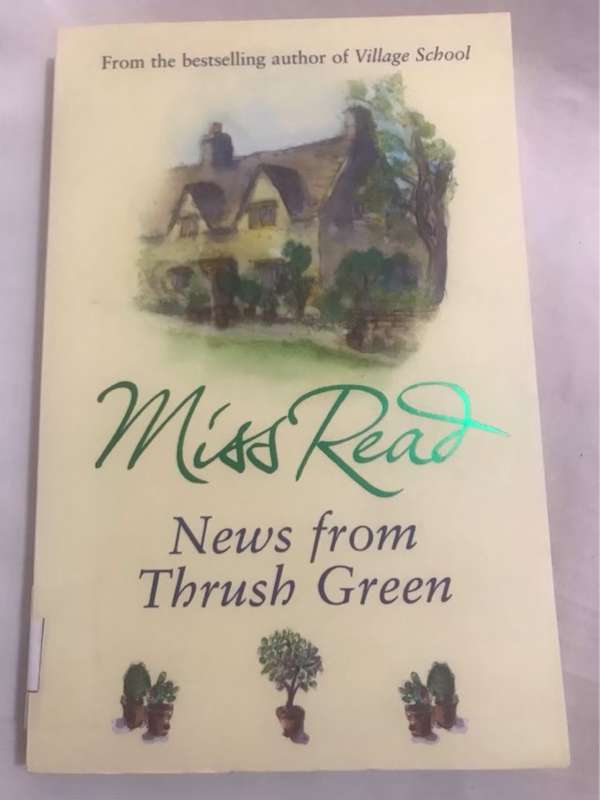 From the bestselling author of Village School
Miss Read
News from
Thrush Green